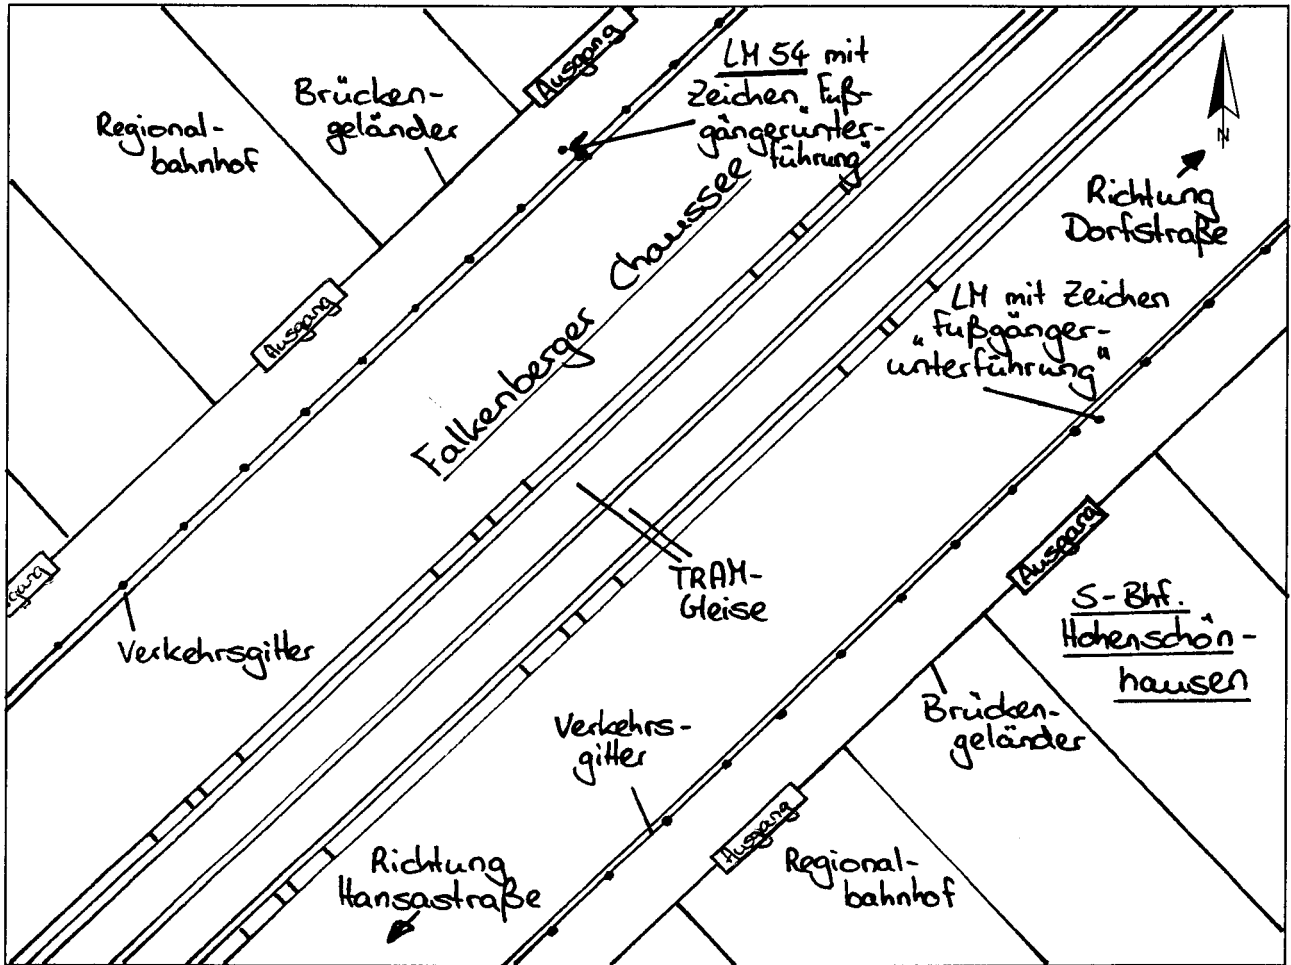 Ausgang
LM 54 mit
Zeichen „Fuß-
gängerunter-
führung"
Brücken-
geländer
Regional-
bahnhof
N
Richtung
Dorfstraße
Falkenberger Chaussee
Ausgang
LM mit Zeichen
"Fußgänger-
unterführung"
Ausgang
TRAM-
Gleise
S-Bhf.
Hohenschön-
hausen
gang
Verkehrsgitter
Verkehrs-
gitter
Brücken-
geländer
Ausgang
Regional-
bahnhof
Richtung
Hansastraße